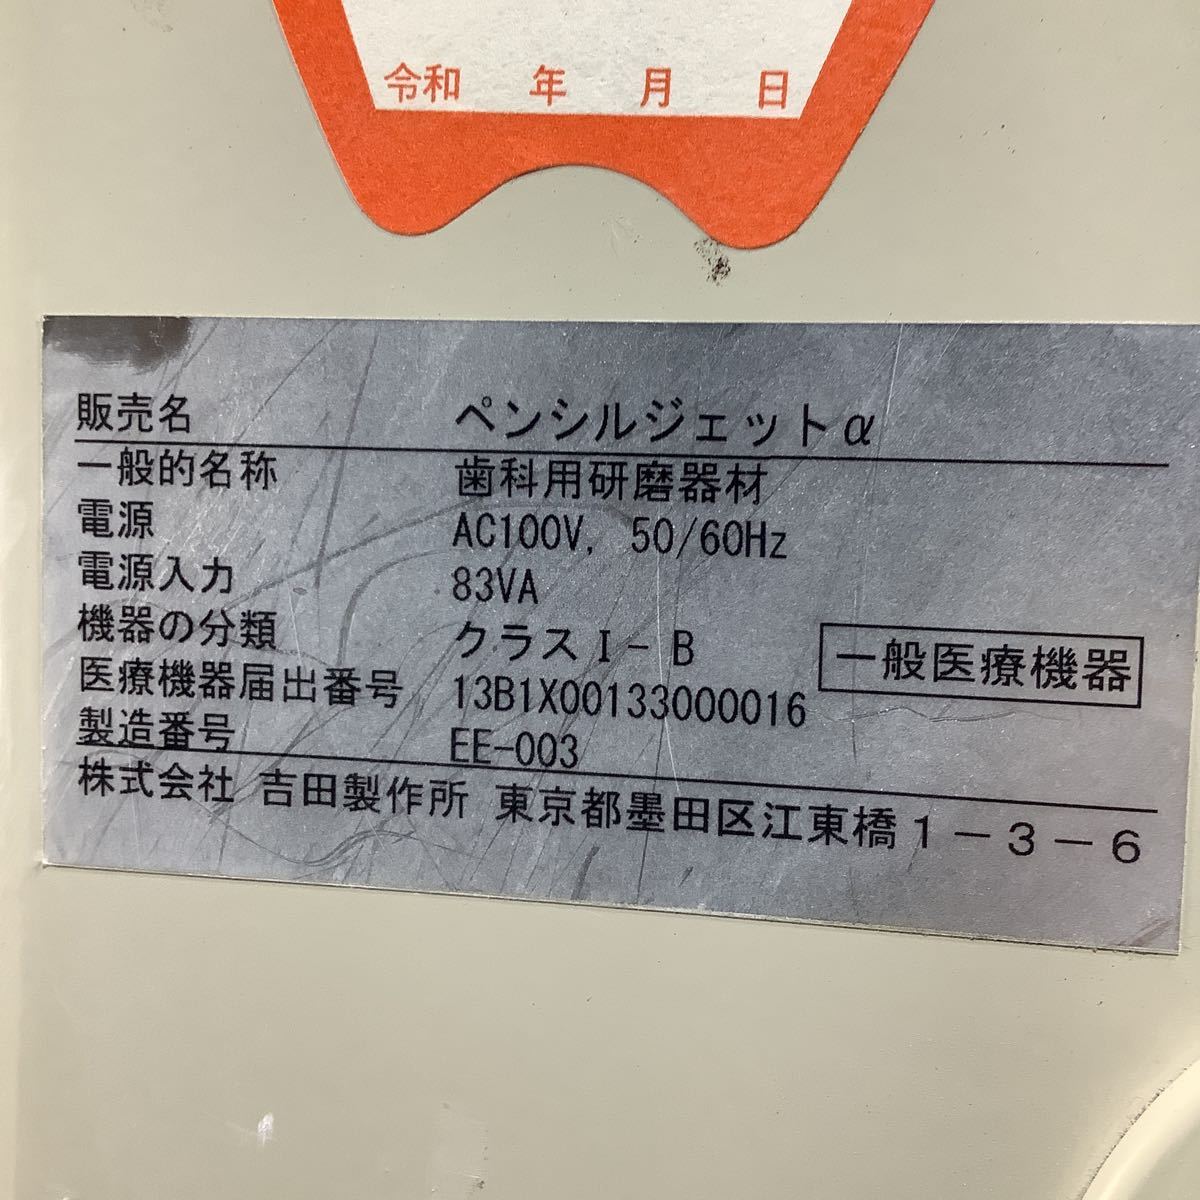 令和 年 月 日
販売名 ペンシルジェットα
一般的名称 歯科用研磨器材
電源 AC100V, 50/60Hz
電源入力 83VA
機器の分類 クラスI-B
一般医療機器
医療機器届出番号 13B1X00133000016
製造番号 EE-003
株式会社 吉田製作所 東京都墨田区江東橋1-3-6